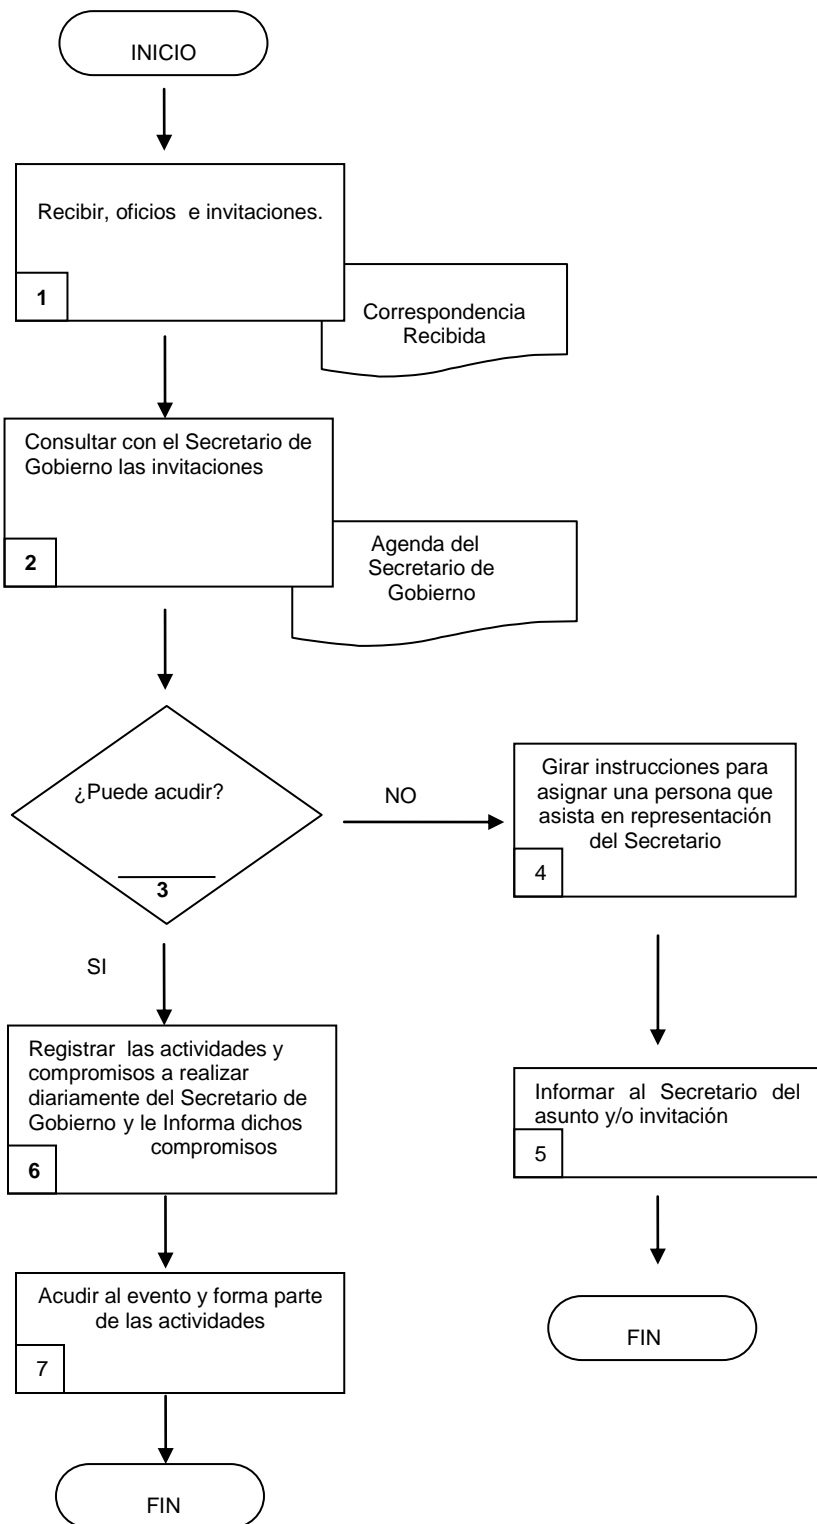 INICIO
Recibir, oficios e invitaciones.
1
Correspondencia
Recibida
Consultar con el Secretario de
Gobierno las invitaciones
2
Agenda del
Secretario de
Gobierno
¿Puede acudir?
3
NO
Girar instrucciones para
asignar una persona que
asista en representación
del Secretario
4
SI
Registrar las actividades y
compromisos a realizar
diariamente del Secretario de
Gobierno y le Informa dichos
compromisos
6
Informar al Secretario del
asunto y/o invitación
5
Acudir al evento y forma parte
de las actividades
7
FIN
FIN